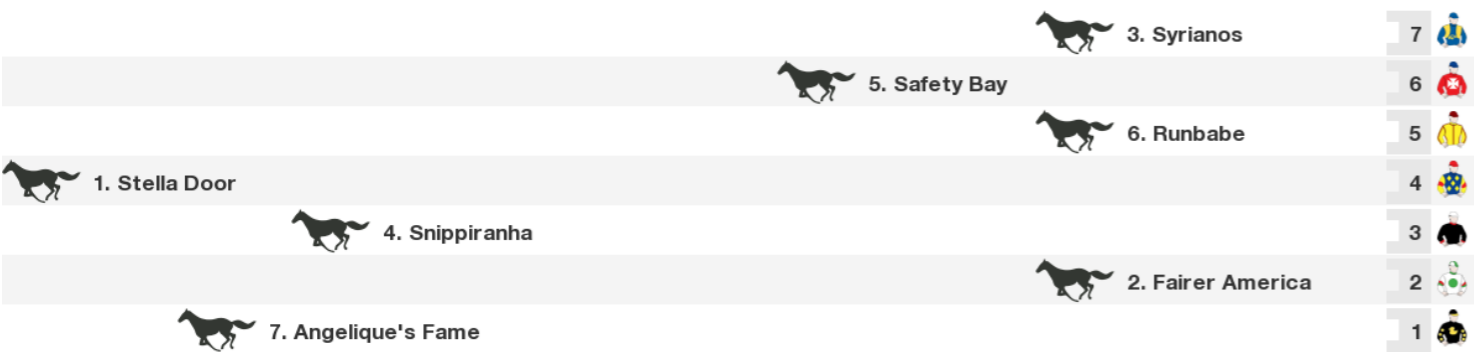 3. Syrianos 7
5. Safety Bay 6
6. Runbabe 5
1. Stella Door 4
4. Snippiranha 3
2. Fairer America 2
7. Angelique's Fame 1